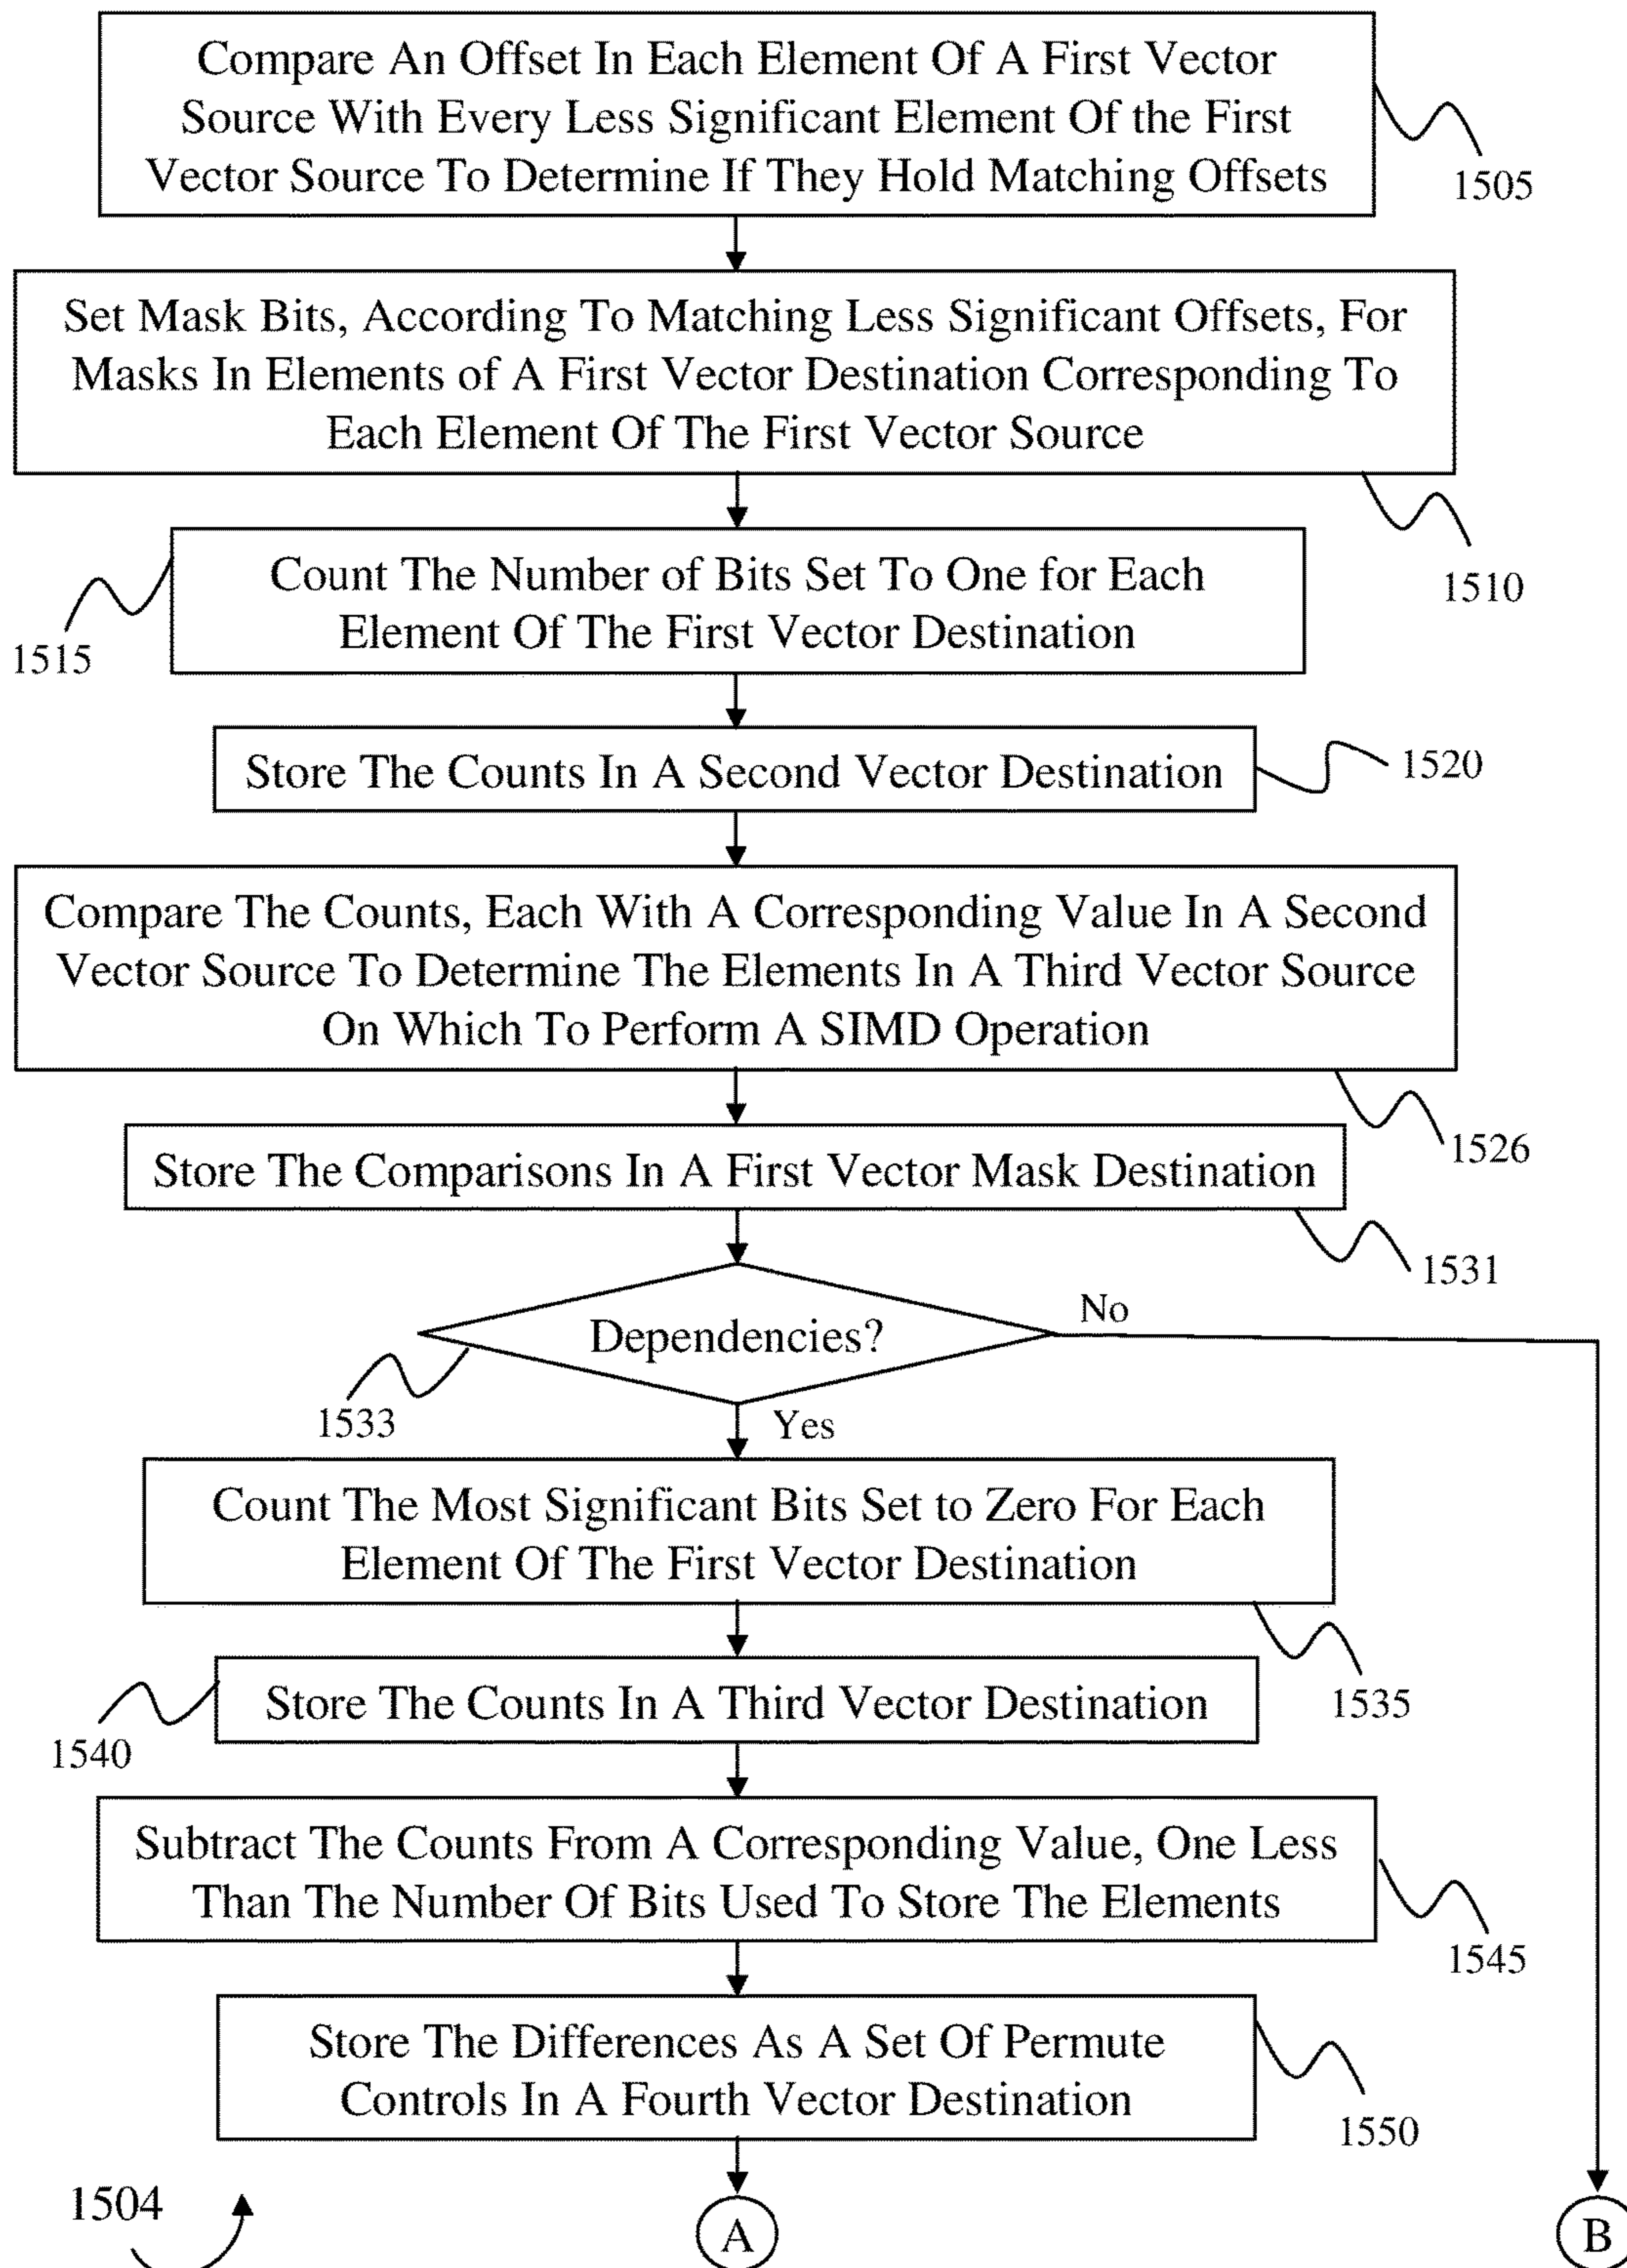 Compare An Offset In Each Element Of A First Vector
Source With Every Less Significant Element Of the First
Vector Source To Determine If They Hold Matching Offsets
1505
Set Mask Bits, According To Matching Less Significant Offsets, For
Masks In Elements of A First Vector Destination Corresponding To
Each Element Of The First Vector Source
1510
Count The Number of Bits Set To One for Each
Element Of The First Vector Destination
1515
Store The Counts In A Second Vector Destination
1520
Compare The Counts, Each With A Corresponding Value In A Second
Vector Source To Determine The Elements In A Third Vector Source
On Which To Perform A SIMD Operation
1526
Store The Comparisons In A First Vector Mask Destination
1531
Dependencies?
No
1533
Yes
Count The Most Significant Bits Set to Zero For Each
Element Of The First Vector Destination
1535
Store The Counts In A Third Vector Destination
1540
Subtract The Counts From A Corresponding Value, One Less
Than The Number Of Bits Used To Store The Elements
1545
Store The Differences As A Set Of Permute
Controls In A Fourth Vector Destination
1550
1504
A
B